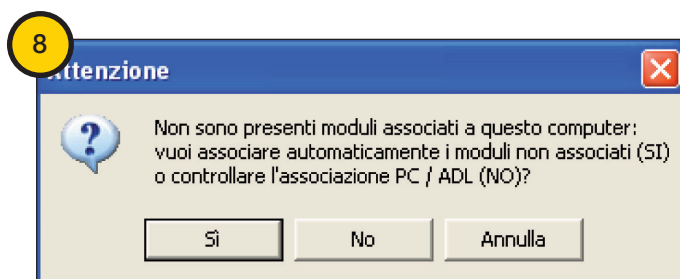 8
Attenzione
Non sono presenti moduli associati a questo computer:
vuoi associare automaticamente i moduli non associati (SI)
o controllare l'associazione PC / ADL (NO)?
Sì
No
Annulla